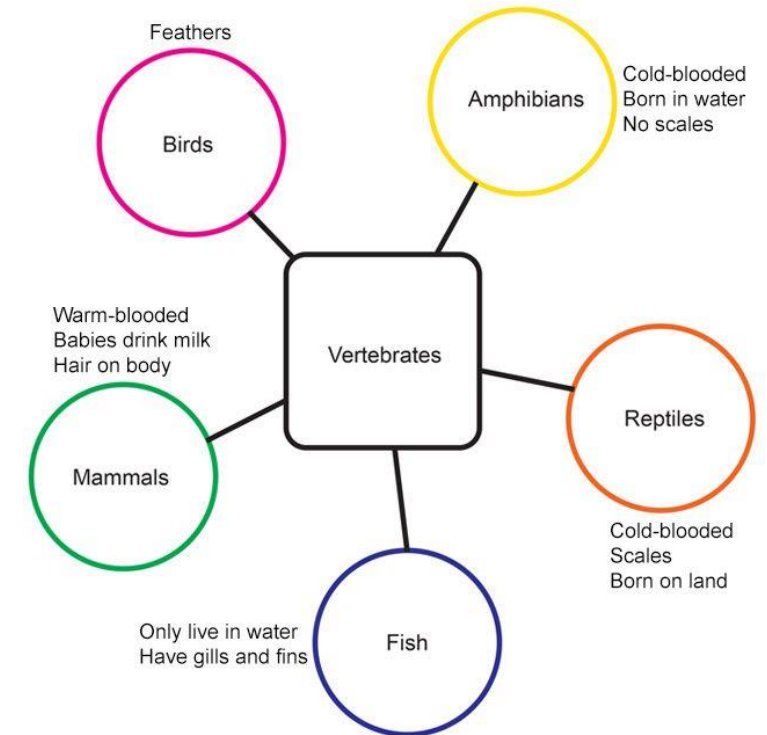 Feathers
Birds
Amphibians
Cold-blooded
Born in water
No scales
Vertebrates
Warm-blooded
Babies drink milk
Hair on body
Mammals
Reptiles
Cold-blooded
Scales
Born on land
Only live in water
Have gills and fins
Fish